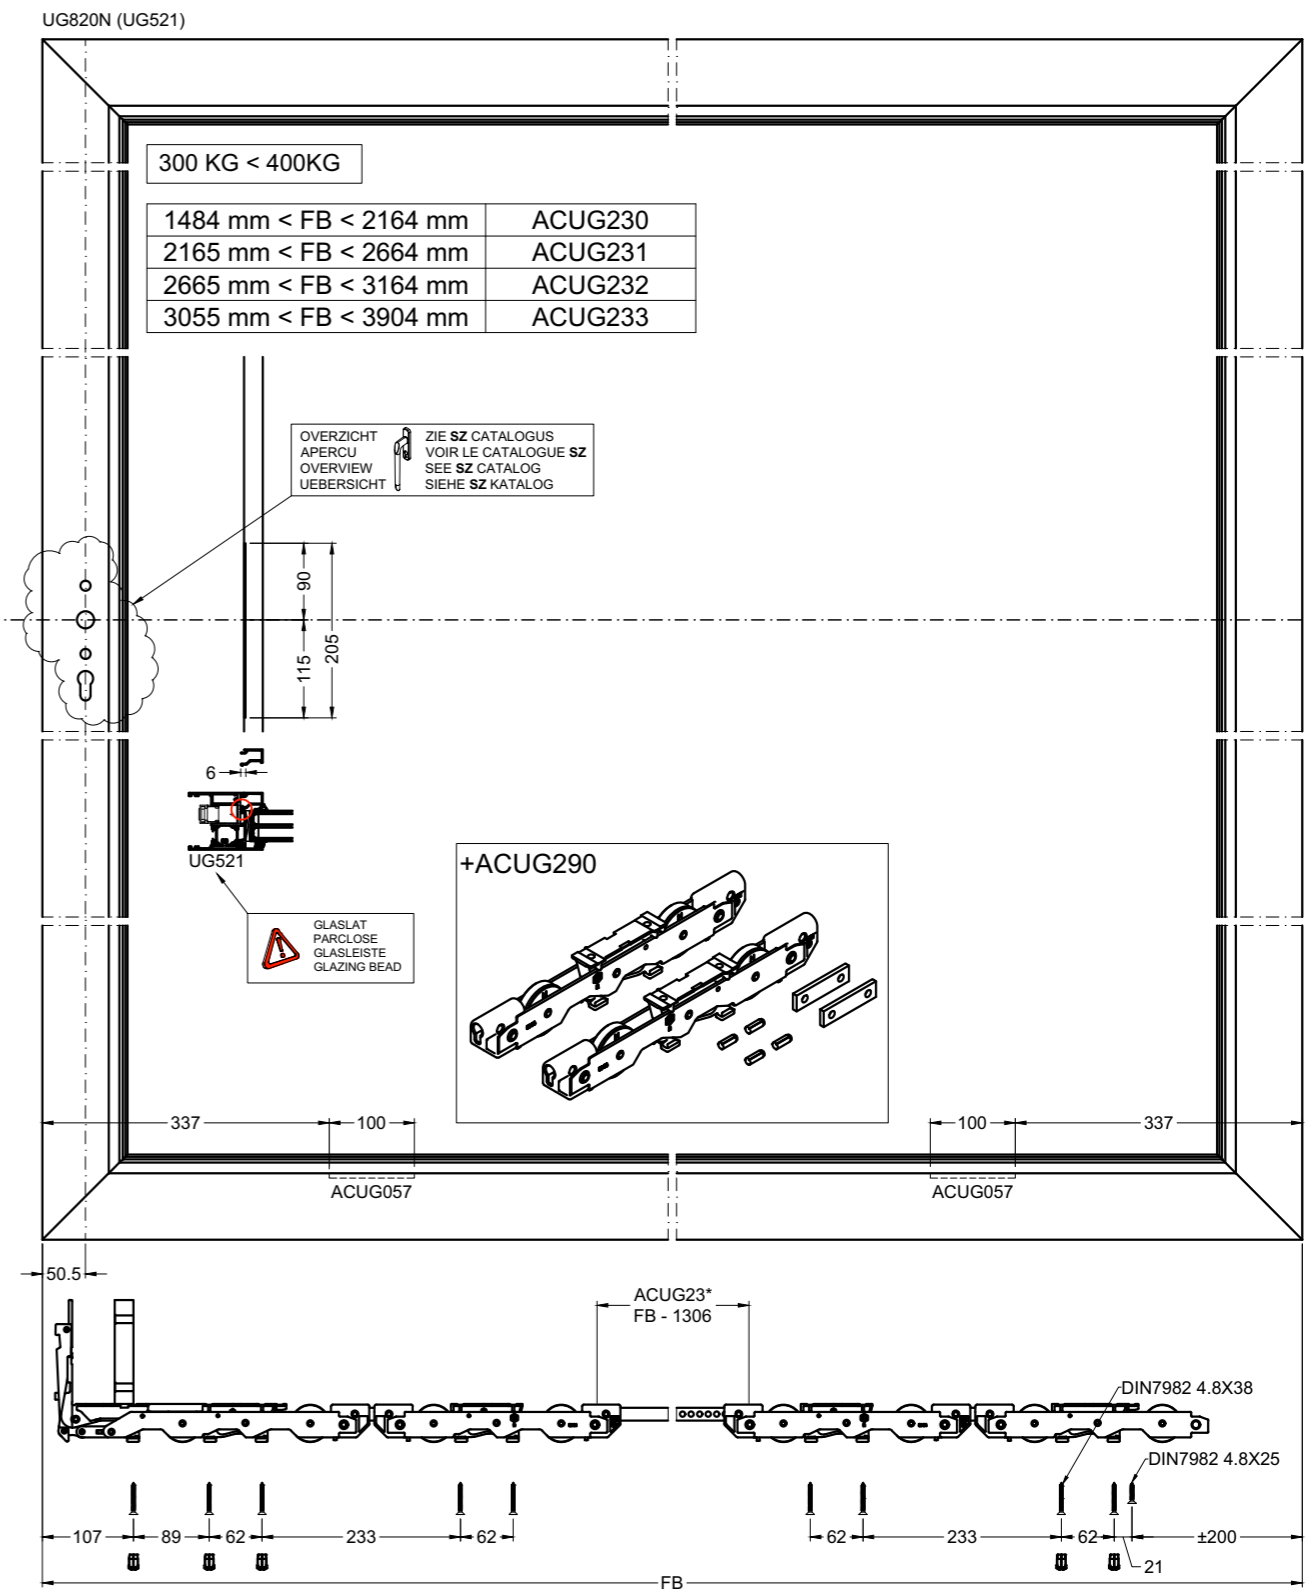 UG820N (UG521)
300 KG < 400KG
1484 mm < FB < 2164 mm ACUG230
2165 mm < FB < 2664 mm ACUG231
2665 mm < FB < 3164 mm ACUG232
3055 mm < FB < 3904 mm ACUG233
OVERZICHT ZIE SZ CATALOGUS
APERCU VOIR LE CATALOGUE SZ
OVERVIEW SEE SZ CATALOG
UEBERSICHT SIEHE SZ KATALOG
90
115
205
6
UG521
GLASLAT
PARCLOSE
GLASLEISTE
GLAZING BEAD
+ACUG290
337 100 100 337
ACUG057 ACUG057
50.5
ACUG23*
FB - 1306
DIN7982 4.8X38
DIN7982 4.8X25
107 89 62 233 62 62 233 62 ±200
21
FB